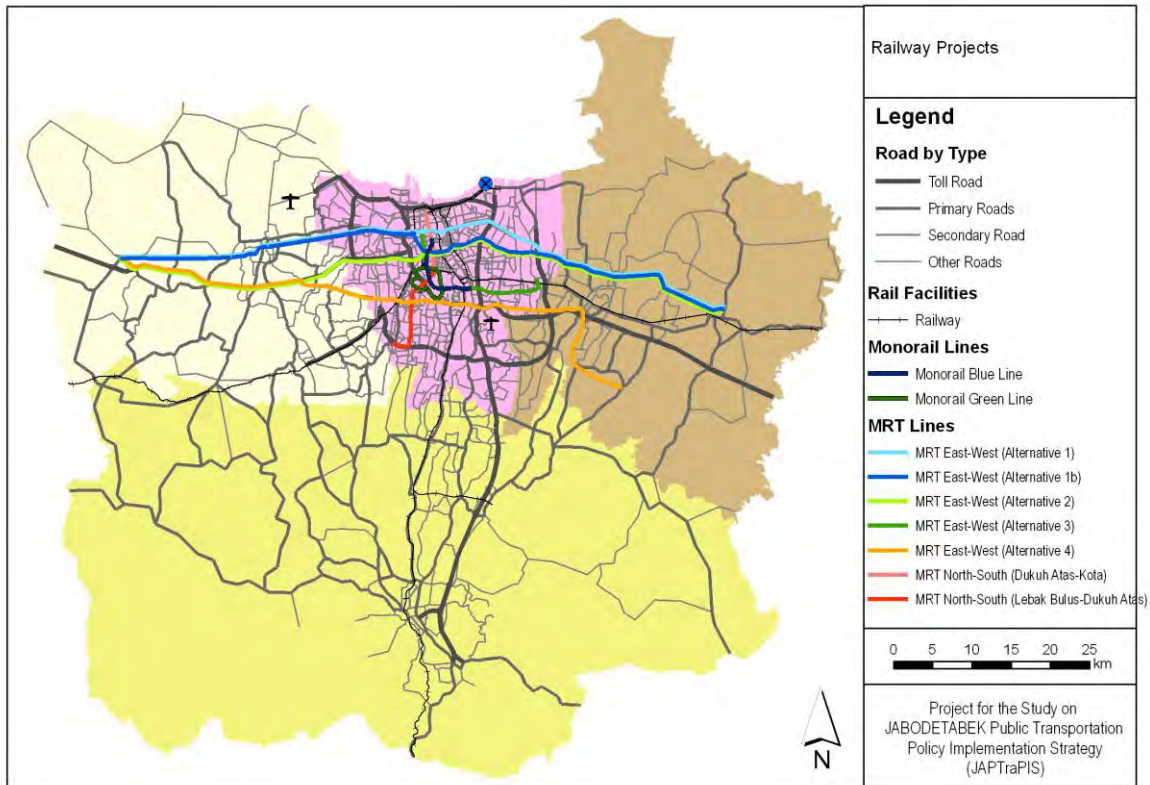 Railway Projects
Legend
Road by Type
Toll Road
Primary Roads
Secondary Road
Other Roads
Rail Facilities
Railway
Monorail Lines
Monorail Blue Line
Monorail Green Line
MRT Lines
MRT East-West (Alternative 1)
MRT East-West (Alternative 1b)
MRT East-West (Alternative 2)
MRT East-West (Alternative 3)
MRT East-West (Alternative 4)
MRT North-South (Dukuh Atas-Kota)
MRT North-South (Lebak Bulus-Dukuh Atas)
0 5 10 15 20 25
km
Project for the Study on
JABODETABEK Public Transportation
Policy Implementation Strategy
(JAPTraPIS)
N